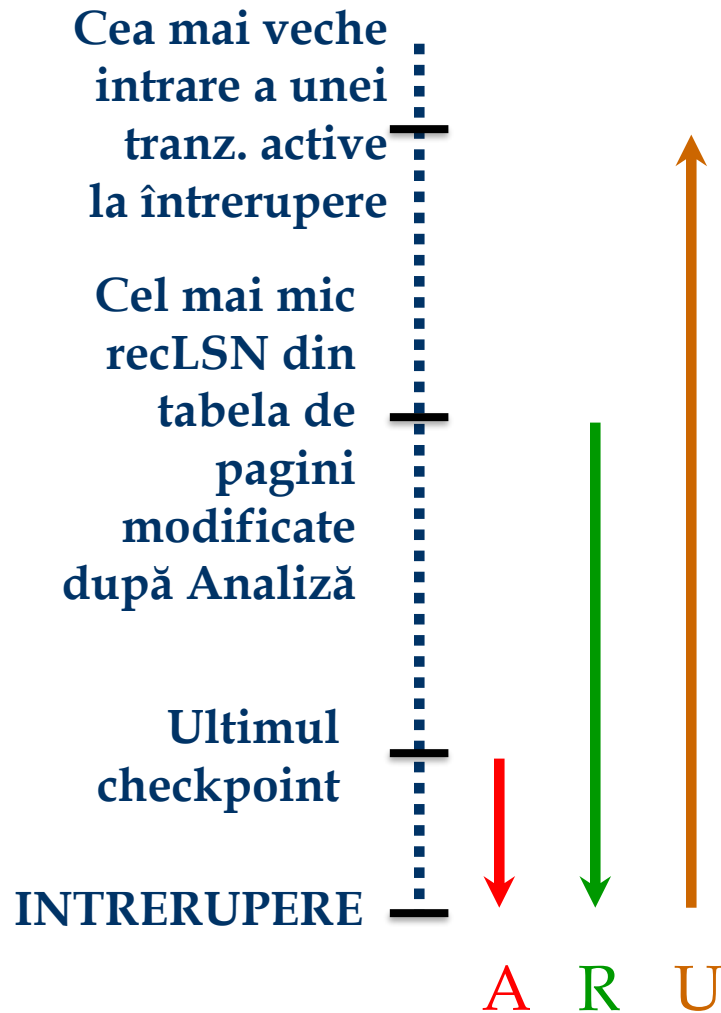 Cea mai veche
intrare a unei
tranz. active
la întrerupere
Cel mai mic
recLSN din
tabela de
pagini
modificate
după Analiză
Ultimul
checkpoint
INTRERUPERE
A R U